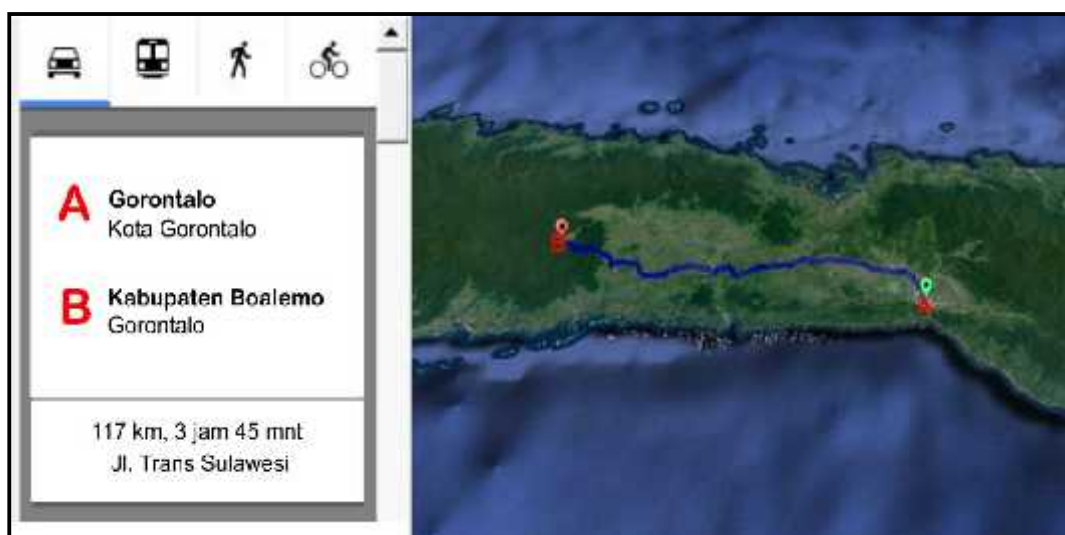 A Gorontalo
Kota Gorontalo
B Kabupaten Boalemo
Gorontalo
117 km, 3 jam 45 mnt
Jl. Trans Sulawesi